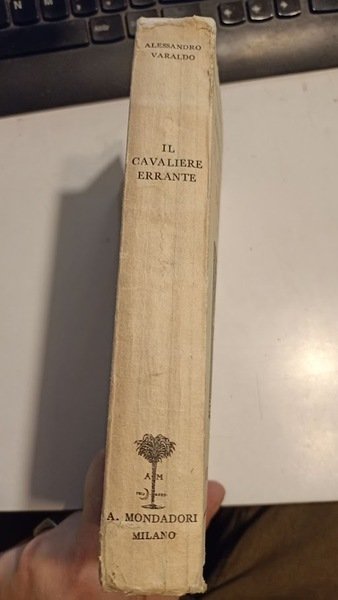 ALESSANDRO
VARALDO
IL
CAVALIERE
ERRANTE
A M
A. MONDADORI
MILANO